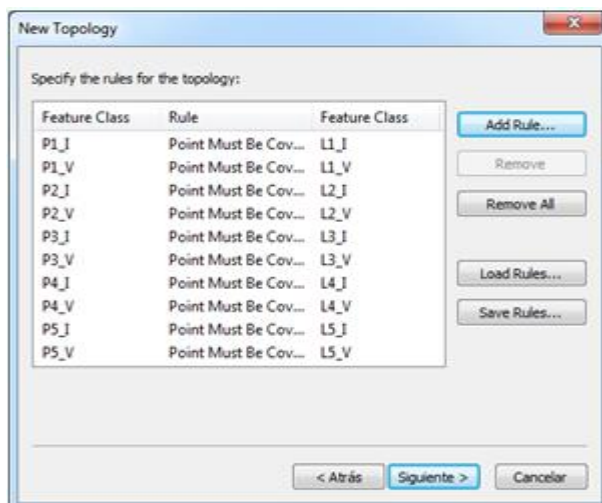 New Topology
Specify the rules for the topology:
Feature Class Rule Feature Class
P1_I Point Must Be Cov... L1_I
P1_V Point Must Be Cov... L1_V
P2_I Point Must Be Cov... L2_I
P2_V Point Must Be Cov... L2_V
P3_I Point Must Be Cov... L3_I
P3_V Point Must Be Cov... L3_V
P4_I Point Must Be Cov... L4_I
P4_V Point Must Be Cov... L4_V
P5_I Point Must Be Cov... L5_I
P5_V Point Must Be Cov... L5_V
Add Rule...
Remove
Remove All
Load Rules...
Save Rules...
< Atrás Siguiente > Cancelar